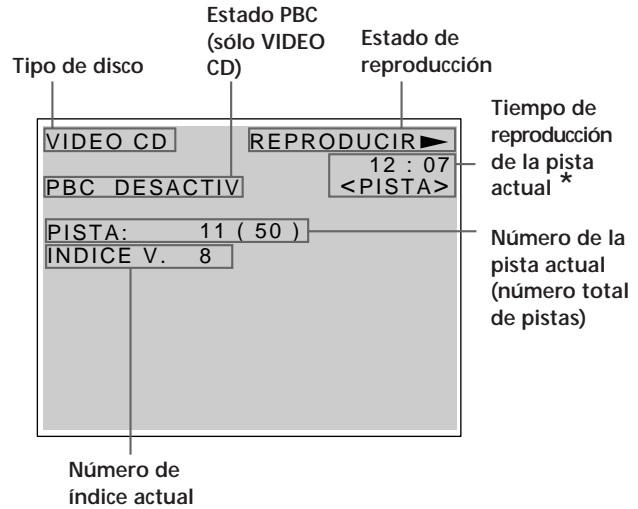 Estado PBC
(sólo VIDEO
CD)
Estado de
reproducción
Tipo de disco
VIDEO CD
REPRODUCIR►
12 : 07
<PISTA>
PBC DESACTIV
PISTA: 11 ( 50 )
INDICE V. 8
Tiempo de
reproducción
de la pista
actual *
Número de la
pista actual
(número total
de pistas)
Número de
índice actual